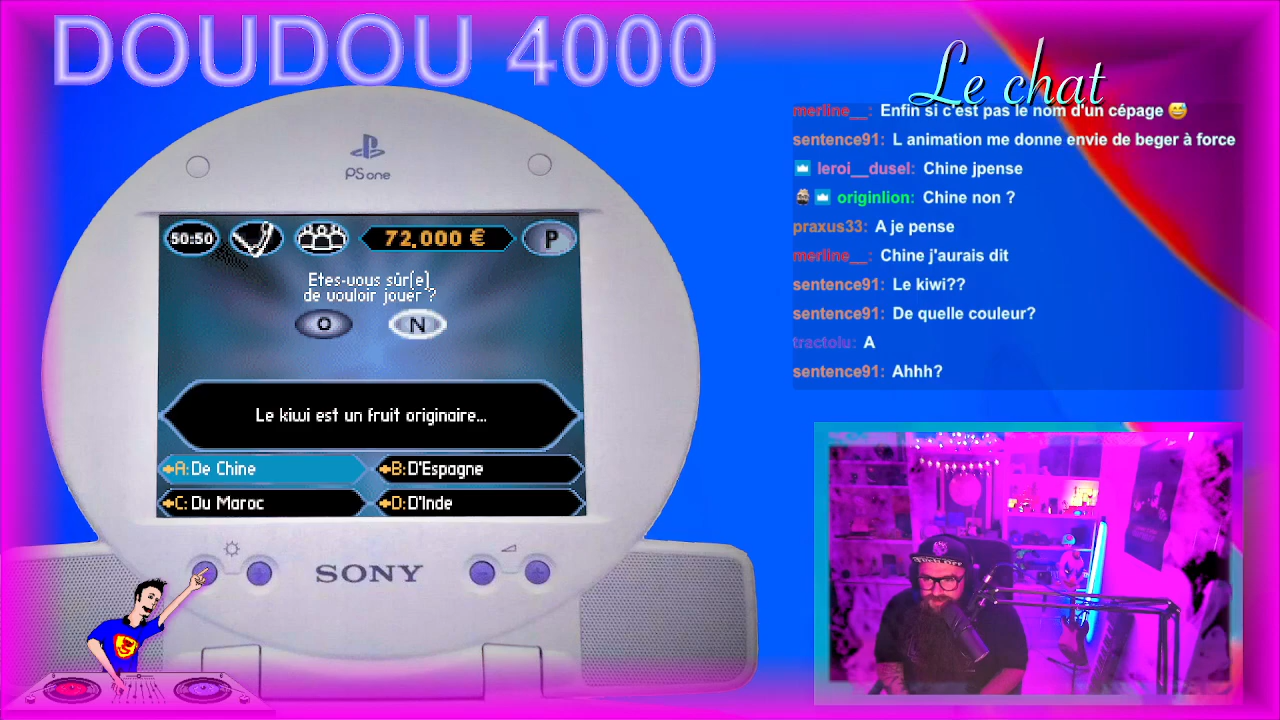 DOUDOU 4000
Le chat
merline__: Enfin si c'est pas le nom d'un cépage 😅
sentence91: L animation me donne envie de beger à force
leroi__dusel: Chine jpense
originlion: Chine non ?
praxus33: A je pense
merline__: Chine j'aurais dit
sentence91: Le kiwi??
sentence91: De quelle couleur?
tractolu: A
sentence91: Ahhh?
PS one
50:50
72,000 €
P
Etes-vous sûr(e)
de vouloir jouer ?
O N
Le kiwi est un fruit originaire...
A: De Chine
B: D'Espagne
C: Du Maroc
D: D'Inde
SONY